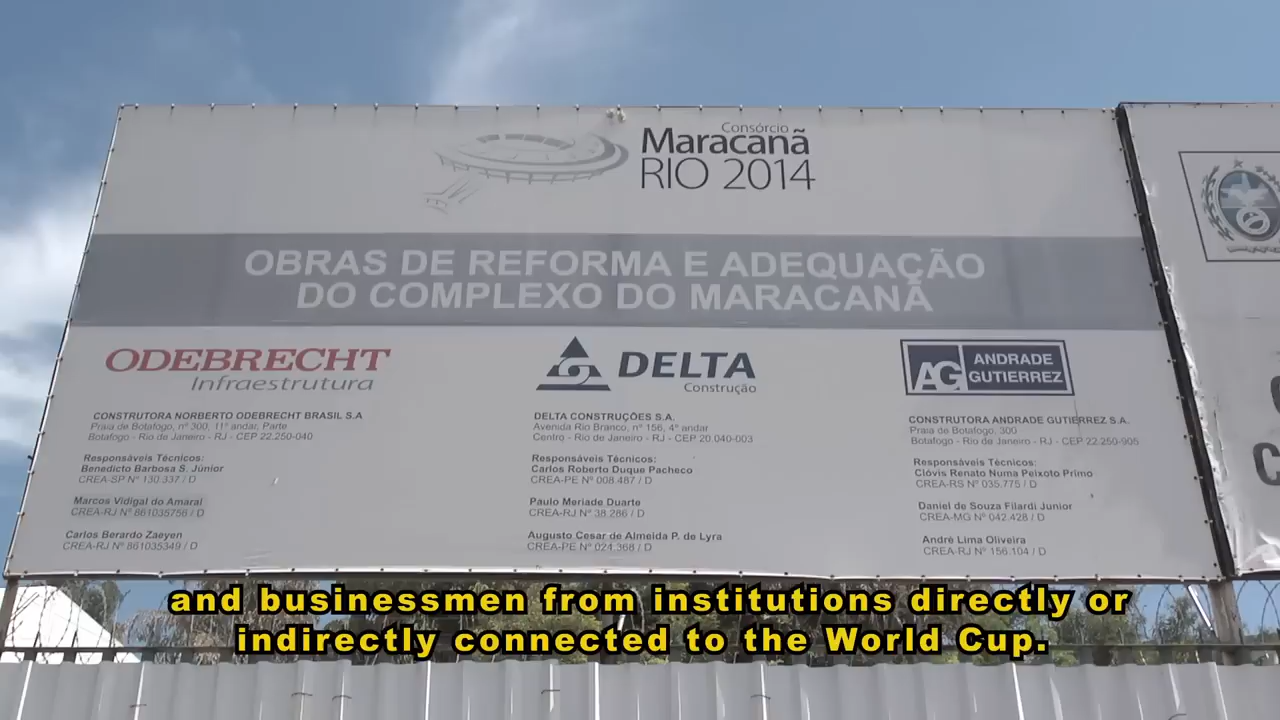 Consórcio
Maracanã
RIO 2014
OBRAS DE REFORMA E ADEQUAÇÃO
DO COMPLEXO DO MARACANÃ
ODEBRECHT
Infraestrutura
CONSTRUTORA NORBERTO ODEBRECHT BRASIL S.A
Praia de Botafogo, nº 300, 11º andar, Parte
Botafogo - Rio de Janeiro - RJ - CEP 22.250-040
Responsáveis Técnicos:
Benedicto Barbosa S. Júnior
CREA-SP Nº 130.337 / D
Marcos Vidigal do Amaral
CREA-RJ Nº 861035756 / D
Carlos Berardo Zaeyen
CREA-RJ Nº 861035349 / D
DELTA
Construção
DELTA CONSTRUÇÕES S.A.
Avenida Rio Branco, nº 156, 4º andar
Centro - Rio de Janeiro - RJ - CEP 20.040-003
Responsáveis Técnicos:
Carlos Roberto Duque Pacheco
CREA-PE Nº 008.487 / D
Paulo Meriade Duarte
CREA-RJ Nº 38.286 / D
Augusto Cesar de Almeida P. de Lyra
CREA-PE Nº 024.368 / D
AG ANDRADE
GUTIERREZ
CONSTRUTORA ANDRADE GUTIERREZ S.A.
Praia de Botafogo, 300
Botafogo - Rio de Janeiro - RJ - CEP 22.250-905
Responsáveis Técnicos:
Clóvis Renato Numa Peixoto Primo
CREA-RS Nº 035.775 / D
Daniel de Souza Filardi Junior
CREA-MG Nº 042.428 / D
André Lima Oliveira
CREA-RJ Nº 156.104 / D
and businessmen from institutions directly or
indirectly connected to the World Cup.